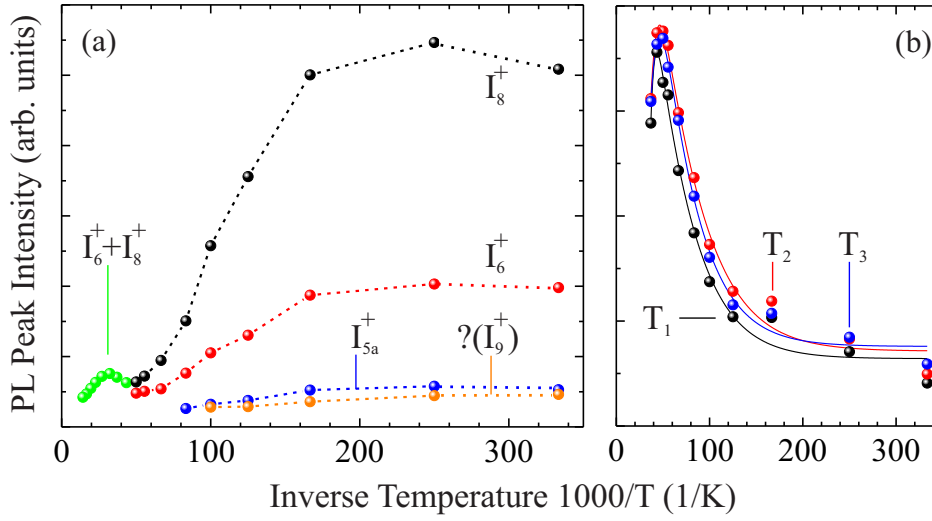 PL Peak Intensity (arb. units)
(a)
I₈⁺
I₆⁺+I₈⁺
I₆⁺
I₅ₐ⁺
?(I₉⁺)
0 100 200 300
(b)
T₁
T₂
T₃
0 100 200 300
Inverse Temperature 1000/T (1/K)